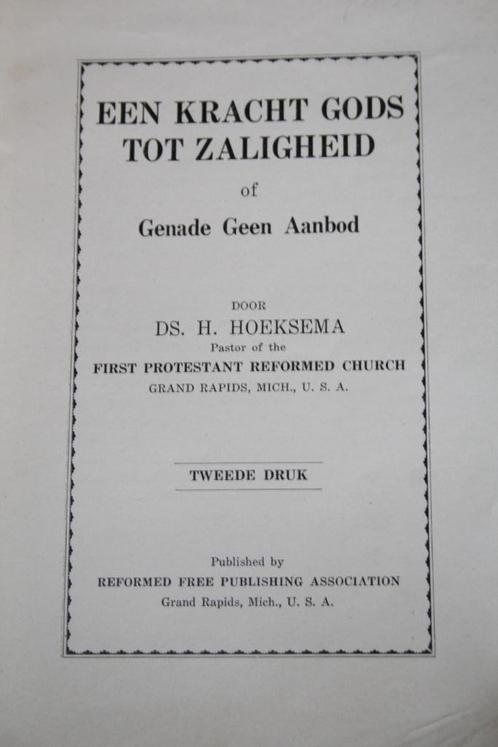 EEN KRACHT GODS
TOT ZALIGHEID
of
Genade Geen Aanbod
DOOR
DS. H. HOEKSEMA
Pastor of the
FIRST PROTESTANT REFORMED CHURCH
GRAND RAPIDS, MICH., U. S. A.
TWEEDE DRUK
Published by
REFORMED FREE PUBLISHING ASSOCIATION
Grand Rapids, Mich., U. S. A.